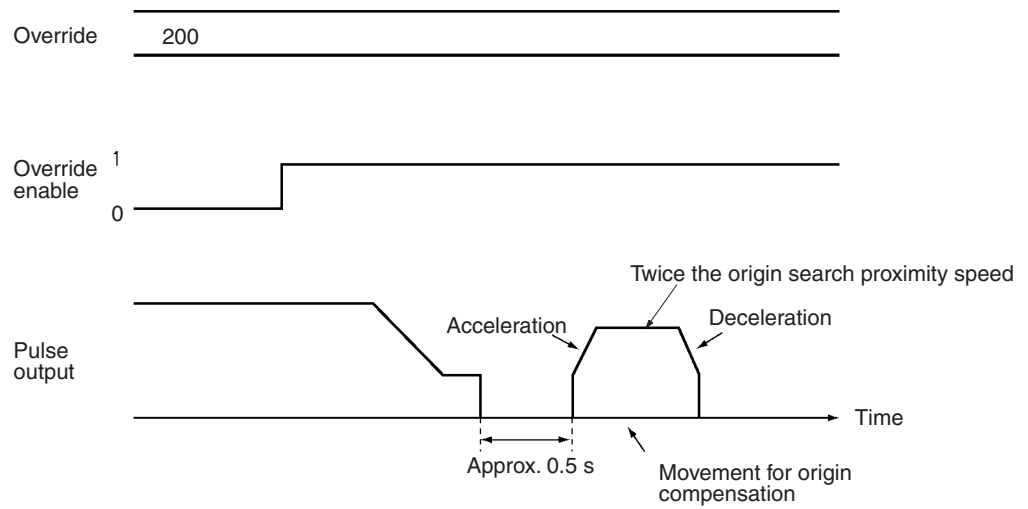 Override
200
Override
enable
1
0
Twice the origin search proximity speed
Acceleration
Deceleration
Pulse
output
Time
Approx. 0.5 s
Movement for origin
compensation